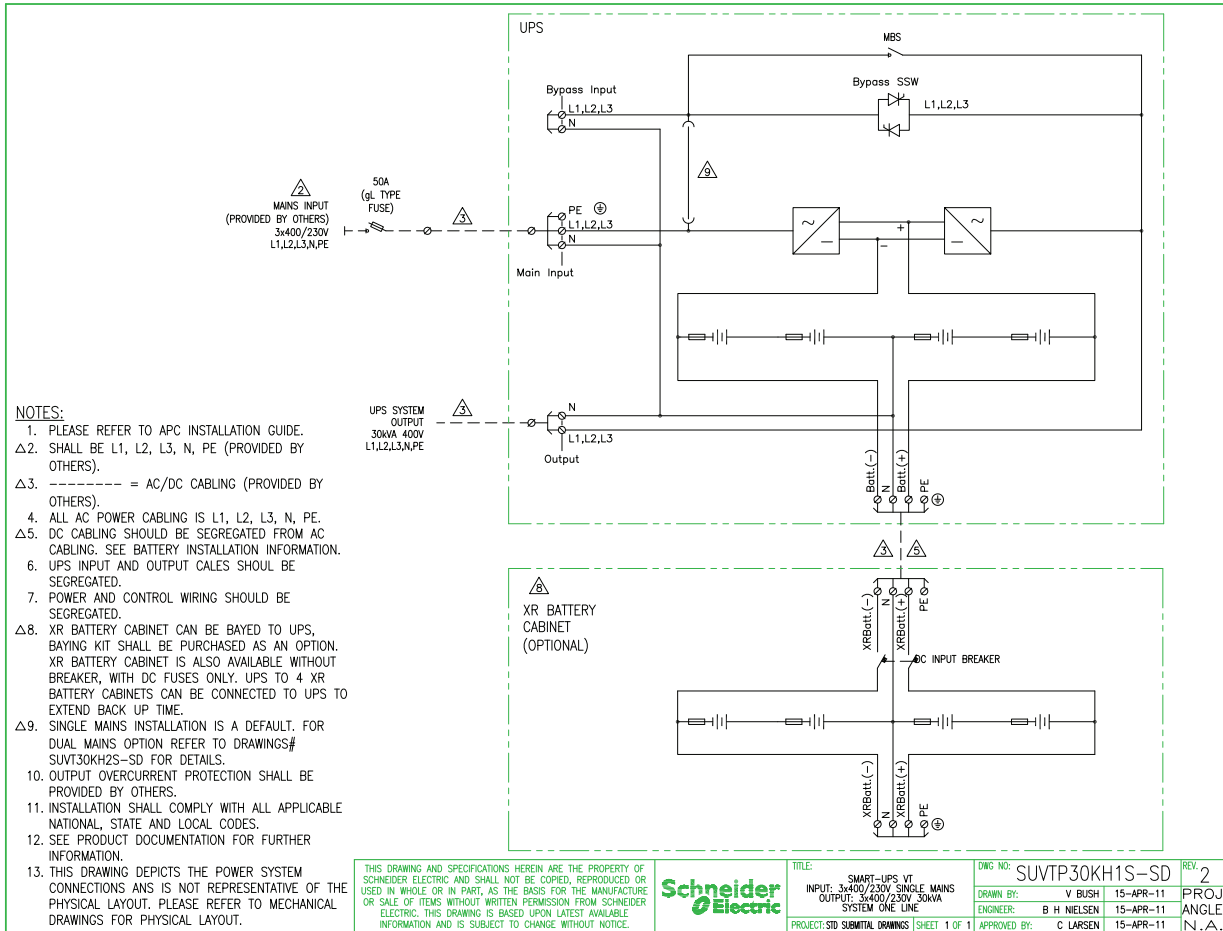 UPS
MBS
Bypass SSW
L1,L2,L3
Bypass Input
L1,L2,L3
N
9
2
MAINS INPUT
(PROVIDED BY OTHERS)
3x400/230V
L1,L2,L3,N,PE
50A
(gL TYPE
FUSE)
3
PE
L1,L2,L3
N
Main Input
~
–
+
–
~
–
UPS SYSTEM
OUTPUT
30kVA 400V
L1,L2,L3,N,PE
3
N
L1,L2,L3
Output
Batt.(–)
N
Batt.(+)
PE
3
5
8
XR BATTERY
CABINET
(OPTIONAL)
XRBatt.(–)
N
XRBatt.(+)
PE
DC INPUT BREAKER
XRBatt.(–)
N
XRBatt.(+)
PE
NOTES:
1. PLEASE REFER TO APC INSTALLATION GUIDE.
△2. SHALL BE L1, L2, L3, N, PE (PROVIDED BY
OTHERS).
△3. -------- = AC/DC CABLING (PROVIDED BY
OTHERS).
4. ALL AC POWER CABLING IS L1, L2, L3, N, PE.
△5. DC CABLING SHOULD BE SEGREGATED FROM AC
CABLING. SEE BATTERY INSTALLATION INFORMATION.
6. UPS INPUT AND OUTPUT CALES SHOUL BE
SEGREGATED.
7. POWER AND CONTROL WIRING SHOULD BE
SEGREGATED.
△8. XR BATTERY CABINET CAN BE BAYED TO UPS,
BAYING KIT SHALL BE PURCHASED AS AN OPTION.
XR BATTERY CABINET IS ALSO AVAILABLE WITHOUT
BREAKER, WITH DC FUSES ONLY. UPS TO 4 XR
BATTERY CABINETS CAN BE CONNECTED TO UPS TO
EXTEND BACK UP TIME.
△9. SINGLE MAINS INSTALLATION IS A DEFAULT. FOR
DUAL MAINS OPTION REFER TO DRAWINGS#
SUVT30KH2S-SD FOR DETAILS.
10. OUTPUT OVERCURRENT PROTECTION SHALL BE
PROVIDED BY OTHERS.
11. INSTALLATION SHALL COMPLY WITH ALL APPLICABLE
NATIONAL, STATE AND LOCAL CODES.
12. SEE PRODUCT DOCUMENTATION FOR FURTHER
INFORMATION.
13. THIS DRAWING DEPICTS THE POWER SYSTEM
CONNECTIONS ANS IS NOT REPRESENTATIVE OF THE
PHYSICAL LAYOUT. PLEASE REFER TO MECHANICAL
DRAWINGS FOR PHYSICAL LAYOUT.
THIS DRAWING AND SPECIFICATIONS HEREIN ARE THE PROPERTY OF
SCHNEIDER ELECTRIC AND SHALL NOT BE COPIED, REPRODUCED OR
USED IN WHOLE OR IN PART, AS THE BASIS FOR THE MANUFACTURE
OR SALE OF ITEMS WITHOUT WRITTEN PERMISSION FROM SCHNEIDER
ELECTRIC. THIS DRAWING IS BASED UPON LATEST AVAILABLE
INFORMATION AND IS SUBJECT TO CHANGE WITHOUT NOTICE.
Schneider
Electric
TITLE:
SMART-UPS VT
INPUT: 3x400/230V SINGLE MAINS
OUTPUT: 3x400/230V 30kVA
SYSTEM ONE LINE
PROJECT: STD SUBMITTAL DRAWINGS SHEET 1 OF 1
DWG NO: SUVTP30KH1S-SD
REV. 2
DRAWN BY: V BUSH 15-APR-11
ENGINEER: B H NIELSEN 15-APR-11
APPROVED BY: C LARSEN 15-APR-11
PROJ
ANGLE
N.A.